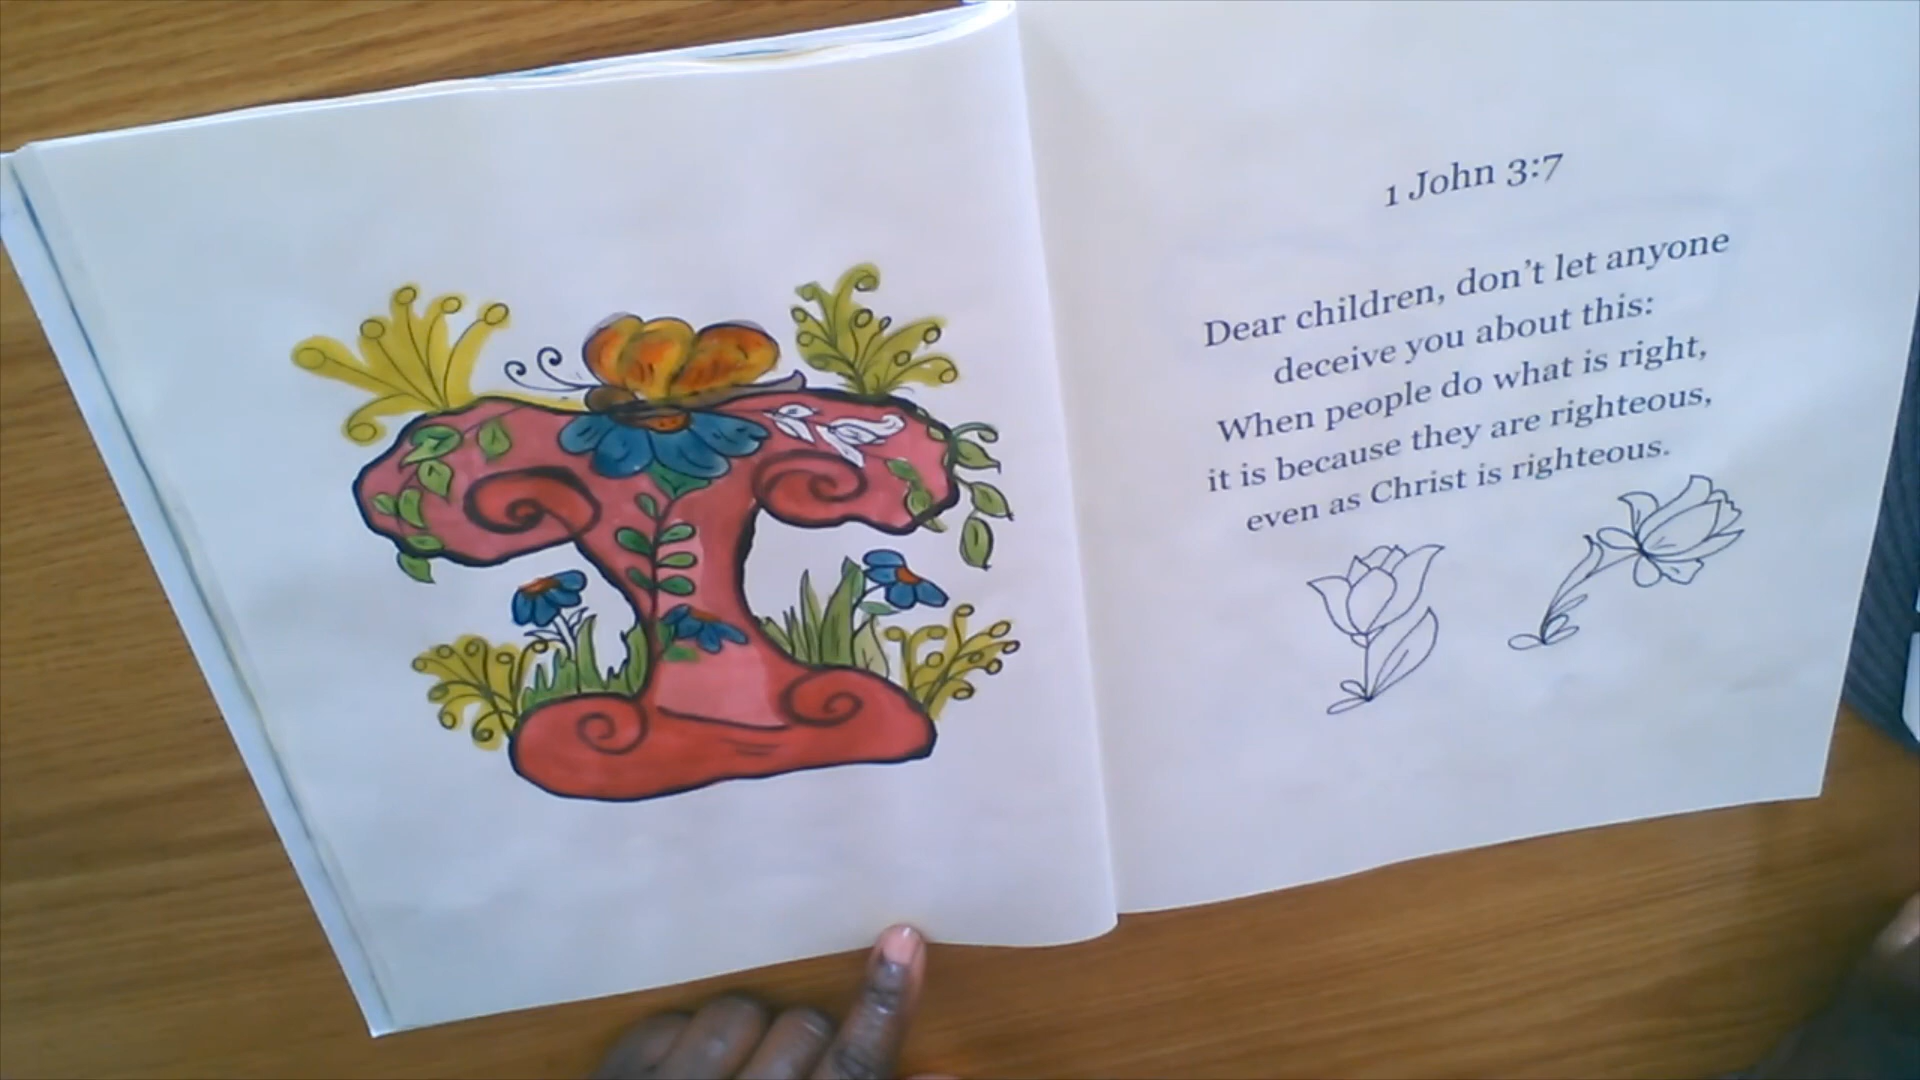 1 John 3:7
Dear children, don't let anyone
deceive you about this:
When people do what is right,
it is because they are righteous,
even as Christ is righteous.